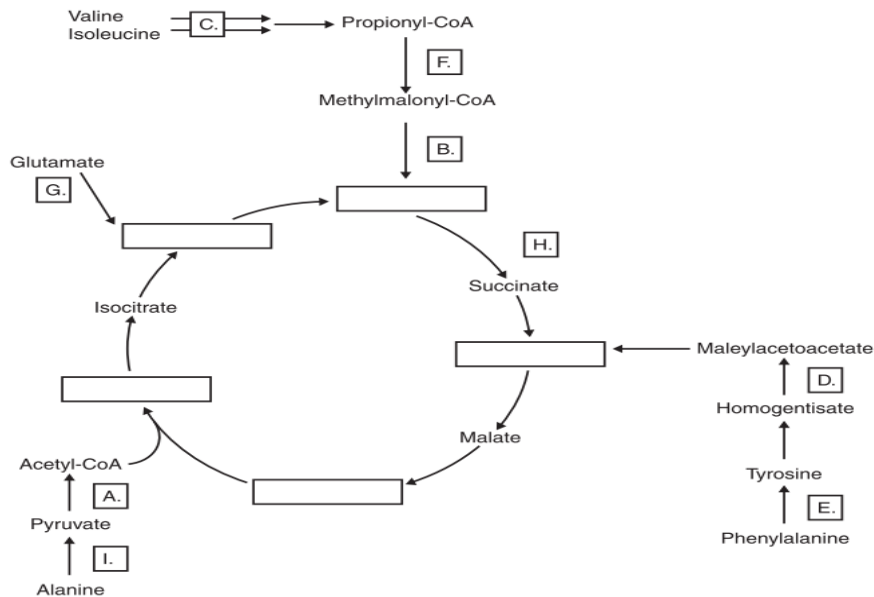 Valine
Isoleucine
C.
Propionyl-CoA
F.
Methylmalonyl-CoA
B.
Glutamate
G.
H.
Succinate
Isocitrate
Maleylacetoacetate
D.
Homogentisate
Malate
Acetyl-CoA
Tyrosine
A.
E.
Pyruvate
Phenylalanine
I.
Alanine